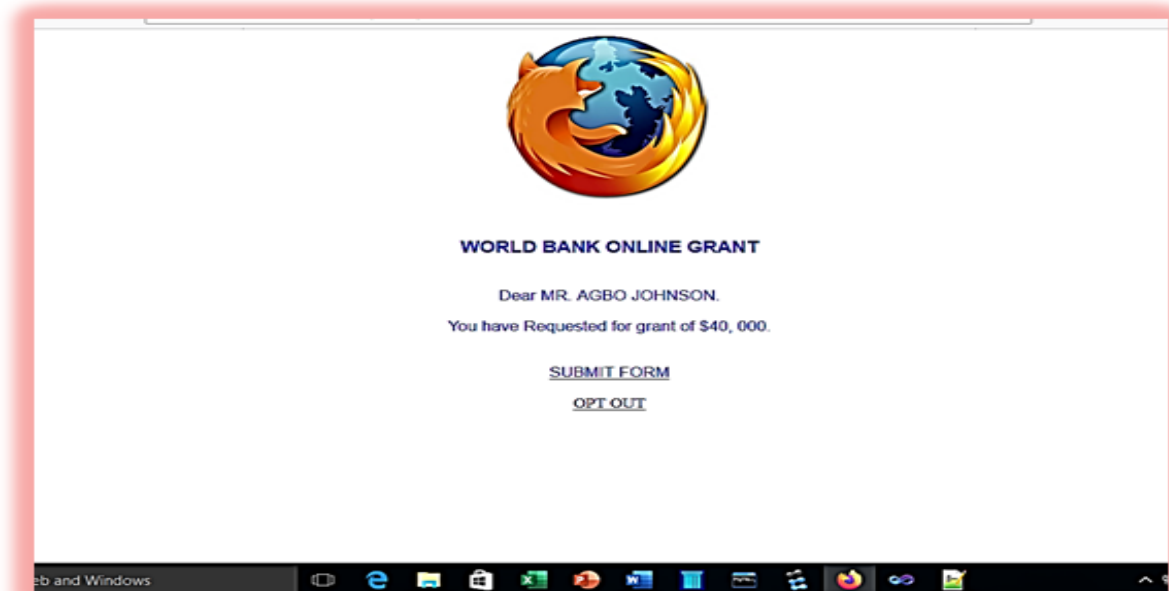 WORLD BANK ONLINE GRANT
Dear MR. AGBO JOHNSON.
You have Requested for grant of $40, 000.
SUBMIT FORM
OPT OUT
eb and Windows